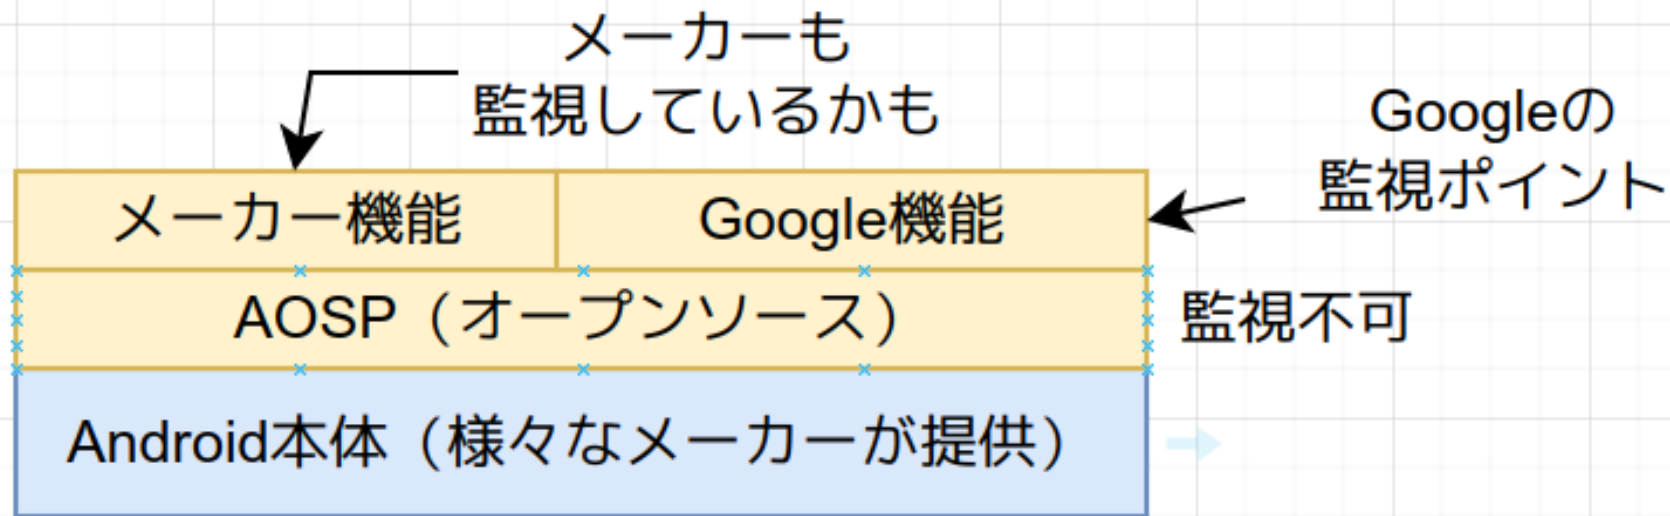 メーカーも
監視しているかも
Googleの
監視ポイント
メーカー機能
Google機能
AOSP（オープンソース）
監視不可
Android本体（様々なメーカーが提供）